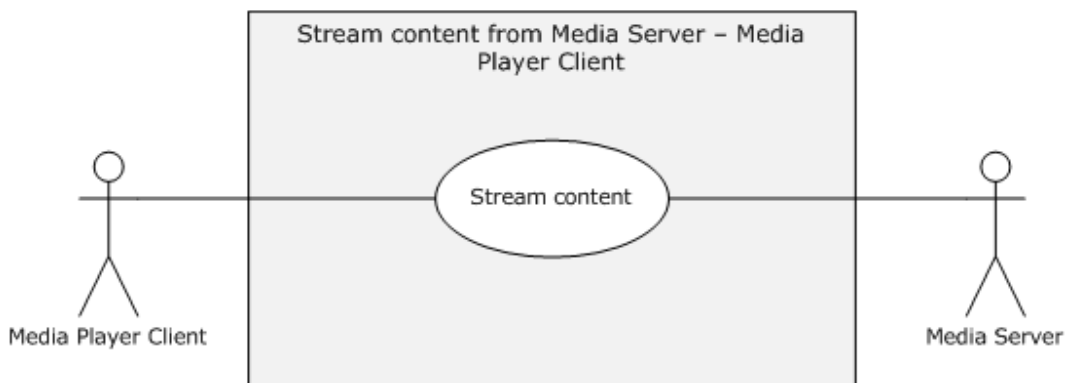 Stream content from Media Server – Media
Player Client
Stream content
Media Player Client
Media Server